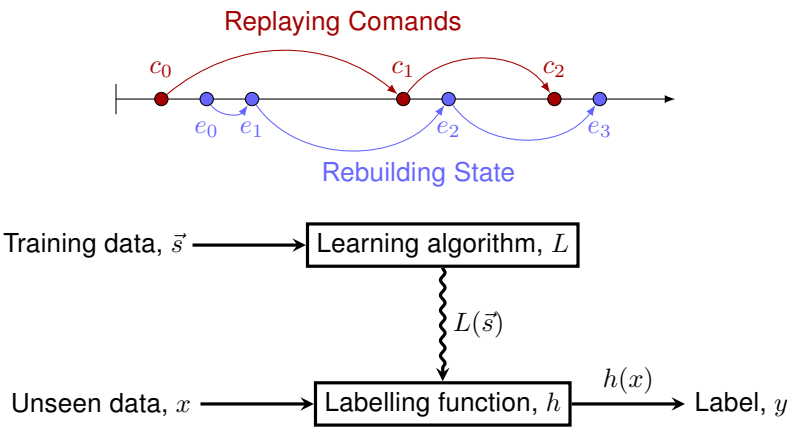 Replaying Comands
c₀ c₁ c₂
e₀ e₁ e₂ e₃
Rebuilding State
Training data, s⃗ Learning algorithm, L
L(s⃗)
h(x)
Unseen data, x Labelling function, h Label, y